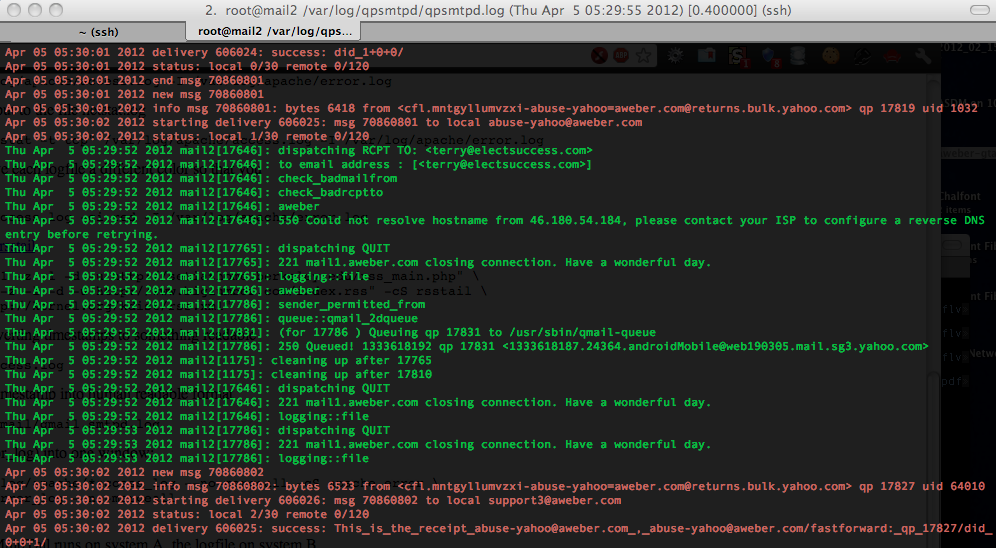 2. root@mail2 /var/log/qpsmtpd/qpsmtpd.log (Thu Apr  5 05:29:55 2012) [0.400000] (ssh)
~ (ssh)
root@mail2 /var/log/qps...
Apr 05 05:30:01 2012 delivery 606024: success: did_1+0+0/
Apr 05 05:30:01 2012 status: local 0/30 remote 0/120
Apr 05 05:30:01 2012 end msg 70860801
Apr 05 05:30:01 2012 new msg 70860801
Apr 05 05:30:01 2012 info msg 70860801: bytes 6418 from <cfl.mntgyllumvzxi-abuse-yahoo=aweber.com@returns.bulk.yahoo.com> qp 17819 uid 1032
Apr 05 05:30:02 2012 starting delivery 606025: msg 70860801 to local abuse-yahoo@aweber.com
Apr 05 05:30:02 2012 status: local 1/30 remote 0/120
Thu Apr  5 05:29:52 2012 mail2[17646]: dispatching RCPT TO: <terry@electsuccess.com>
Thu Apr  5 05:29:52 2012 mail2[17646]: to email address : [<terry@electsuccess.com>]
Thu Apr  5 05:29:52 2012 mail2[17646]: check_badmailfrom
Thu Apr  5 05:29:52 2012 mail2[17646]: check_badrcptto
Thu Apr  5 05:29:52 2012 mail2[17646]: aweber
Thu Apr  5 05:29:52 2012 mail2[17646]: 550 Could not resolve hostname from 46.180.54.184, please contact your ISP to configure a reverse DNS
entry before retrying.
Thu Apr  5 05:29:52 2012 mail2[17765]: dispatching QUIT
Thu Apr  5 05:29:52 2012 mail2[17765]: 221 mail1.aweber.com closing connection. Have a wonderful day.
Thu Apr  5 05:29:52 2012 mail2[17765]: logging::file
Thu Apr  5 05:29:52 2012 mail2[17786]: aweber
Thu Apr  5 05:29:52 2012 mail2[17786]: sender_permitted_from
Thu Apr  5 05:29:52 2012 mail2[17786]: queue::qmail_2dqueue
Thu Apr  5 05:29:52 2012 mail2[17831]: (for 17786 ) Queuing qp 17831 to /usr/sbin/qmail-queue
Thu Apr  5 05:29:52 2012 mail2[17786]: 250 Queued! 1333618192 qp 17831 <1333618187.24364.androidMobile@web190305.mail.sg3.yahoo.com>
Thu Apr  5 05:29:52 2012 mail2[1175]: cleaning up after 17765
Thu Apr  5 05:29:52 2012 mail2[1175]: cleaning up after 17810
Thu Apr  5 05:29:52 2012 mail2[17646]: dispatching QUIT
Thu Apr  5 05:29:52 2012 mail2[17646]: 221 mail1.aweber.com closing connection. Have a wonderful day.
Thu Apr  5 05:29:52 2012 mail2[17646]: logging::file
Thu Apr  5 05:29:53 2012 mail2[17786]: dispatching QUIT
Thu Apr  5 05:29:53 2012 mail2[17786]: 221 mail1.aweber.com closing connection. Have a wonderful day.
Thu Apr  5 05:29:53 2012 mail2[17786]: logging::file
Apr 05 05:30:02 2012 new msg 70860802
Apr 05 05:30:02 2012 info msg 70860802: bytes 6523 from <cfl.mntgyllumvzxi-abuse-yahoo=aweber.com@returns.bulk.yahoo.com> qp 17827 uid 64010
Apr 05 05:30:02 2012 starting delivery 606026: msg 70860802 to local support3@aweber.com
Apr 05 05:30:02 2012 status: local 2/30 remote 0/120
Apr 05 05:30:02 2012 delivery 606025: success: This_is_the_receipt_abuse-yahoo@aweber.com_,_abuse-yahoo@aweber.com/fastforward:_qp_17827/did_
0+0+1/